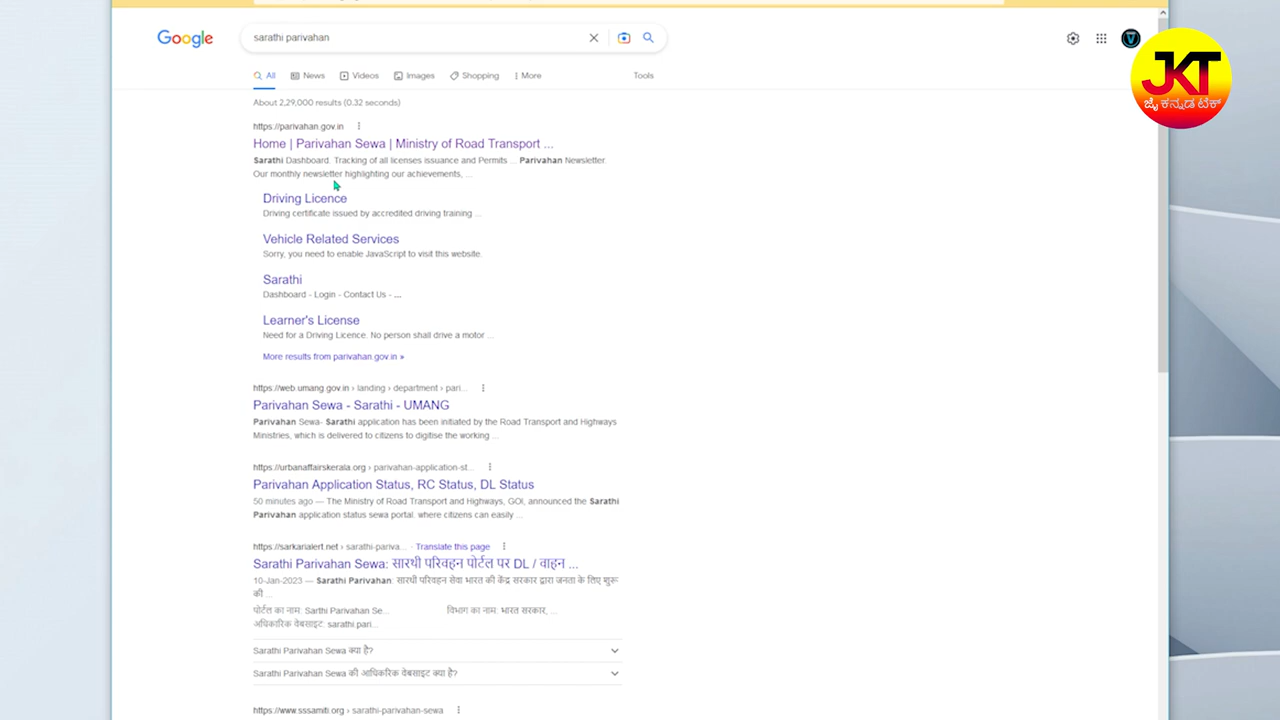 Google
sarathi parivahan
All
News
Videos
Images
Shopping
More
Tools
JKT
ಜೈ ಕನ್ನಡ ಟೆಕ್
About 2,29,000 results (0.32 seconds)
https://parivahan.gov.in
Home | Parivahan Sewa | Ministry of Road Transport ...
Sarathi Dashboard. Tracking of all licenses issuance and Permits ... Parivahan Newsletter.
Our monthly newsletter highlighting our achievements, ...
Driving Licence
Driving certificate issued by accredited driving training ...
Vehicle Related Services
Sorry, you need to enable JavaScript to visit this website.
Sarathi
Dashboard - Login - Contact Us - ...
Learner's License
Need for a Driving Licence. No person shall drive a motor ...
More results from parivahan.gov.in »
https://web.umang.gov.in › landing › department › pari...
Parivahan Sewa - Sarathi - UMANG
Parivahan Sewa- Sarathi application has been initiated by the Road Transport and Highways
Ministries, which is delivered to citizens to digitise the working ...
https://urbanaffairskerala.org › parivahan-application-st...
Parivahan Application Status, RC Status, DL Status
50 minutes ago — The Ministry of Road Transport and Highways, GOI, announced the Sarathi
Parivahan application status sewa portal. where citizens can easily ...
https://sarkarialert.net › sarathi-pariva... · Translate this page
Sarathi Parivahan Sewa: सारथी परिवहन पोर्टल पर DL / वाहन ...
10-Jan-2023 — Sarathi Parivahan: सारथी परिवहन सेवा भारत की केंद्र सरकार द्वारा जनता के लिए शुरू
की ...
पोर्टल का नाम: Sarthi Parivahan Se...
विभाग का नाम: भारत सरकार, ...
अधिकारिक वेबसाइट: sarathi.pari...
Sarathi Parivahan Sewa क्या है?
Sarathi Parivahan Sewa की आधिकरिक वेबसाइट क्या है?
https://www.sssamiti.org › sarathi-parivahan-sewa